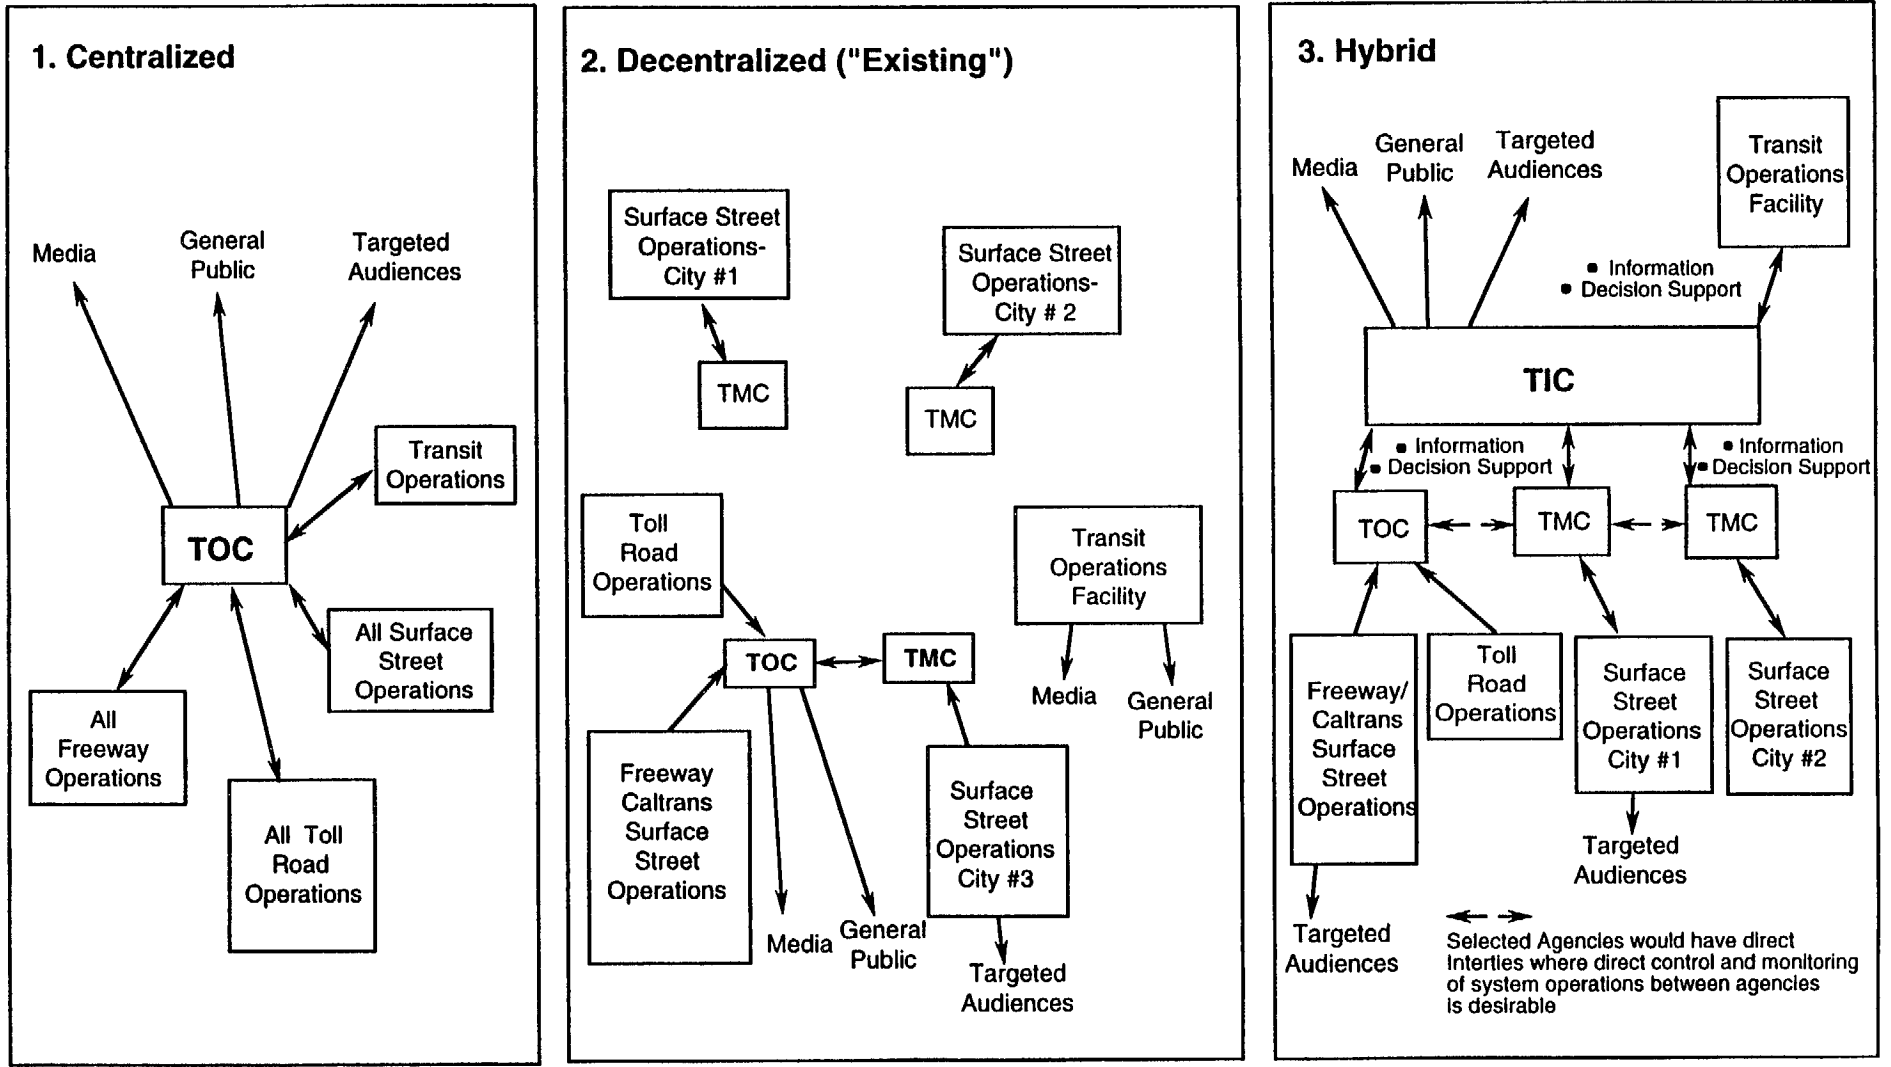 1. Centralized
Media
General
Public
Targeted
Audiences
Transit
Operations
TOC
All Surface
Street
Operations
All
Freeway
Operations
All Toll
Road
Operations
2. Decentralized ("Existing")
Surface Street
Operations-
City #1
TMC
Surface Street
Operations-
City # 2
TMC
Toll
Road
Operations
Transit
Operations
Facility
TOC
TMC
Media
General
Public
Freeway
Caltrans
Surface
Street
Operations
Surface
Street
Operations
City #3
Media
General
Public
Targeted
Audiences
3. Hybrid
Media
General
Public
Targeted
Audiences
Transit
Operations
Facility
• Information
• Decision Support
TIC
• Information
• Decision Support
• Information
• Decision Support
TOC
TMC
TMC
Freeway/
Caltrans
Surface
Street
Operations
Toll
Road
Operations
Surface
Street
Operations
City #1
Surface
Street
Operations
City #2
Targeted
Audiences
Targeted
Audiences
Selected Agencies would have direct
Interties where direct control and monitoring
of system operations between agencies
is desirable